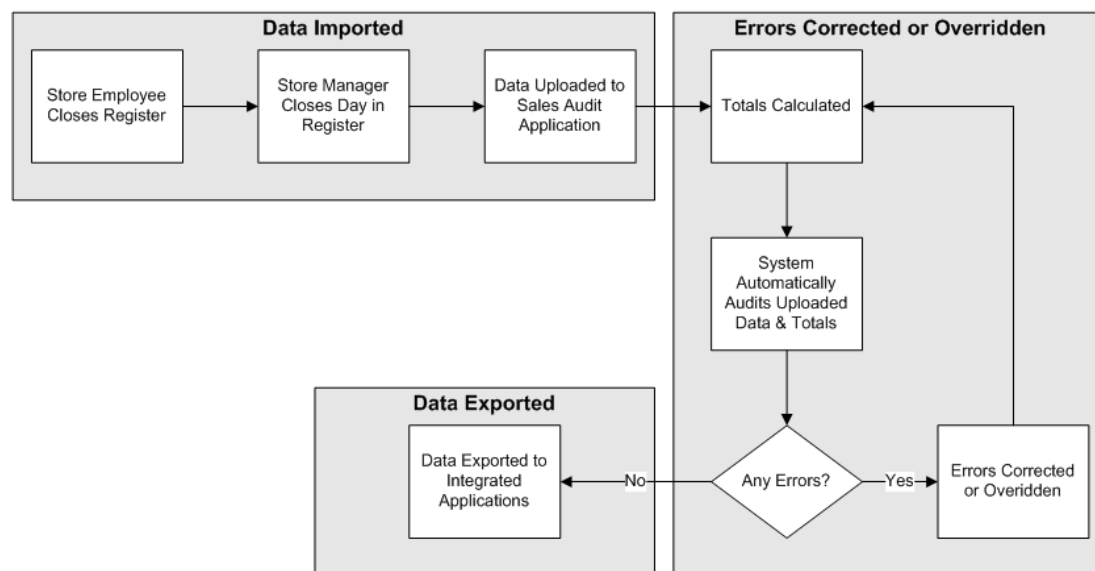 Data Imported
Store Employee
Closes Register
Store Manager
Closes Day in
Register
Data Uploaded to
Sales Audit
Application
Errors Corrected or Overridden
Totals Calculated
System
Automatically
Audits Uploaded
Data & Totals
Any Errors?
Yes
Errors Corrected
or Overidden
No
Data Exported
Data Exported to
Integrated
Applications